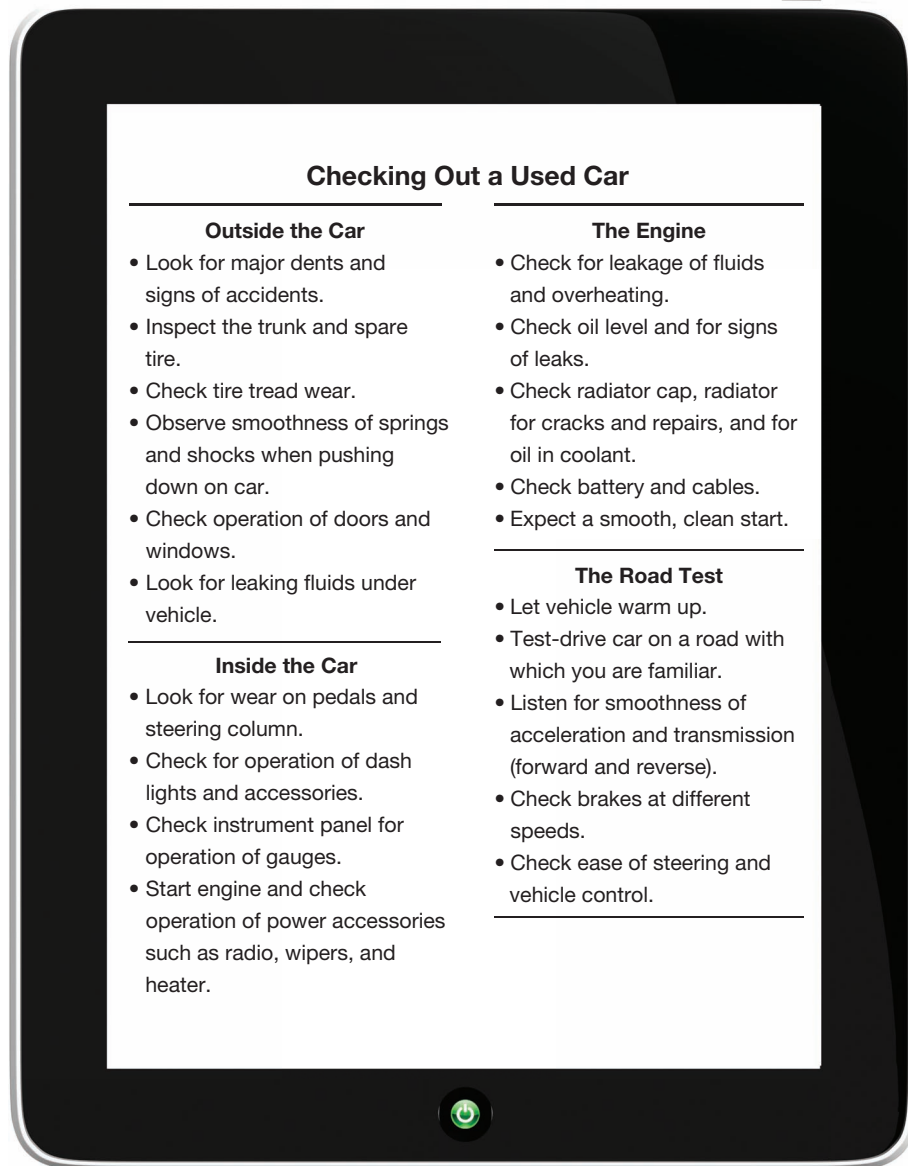 Checking Out a Used Car
Outside the Car
• Look for major dents and
signs of accidents.
• Inspect the trunk and spare
tire.
• Check tire tread wear.
• Observe smoothness of springs
and shocks when pushing
down on car.
• Check operation of doors and
windows.
• Look for leaking fluids under
vehicle.
Inside the Car
• Look for wear on pedals and
steering column.
• Check for operation of dash
lights and accessories.
• Check instrument panel for
operation of gauges.
• Start engine and check
operation of power accessories
such as radio, wipers, and
heater.
The Engine
• Check for leakage of fluids
and overheating.
• Check oil level and for signs
of leaks.
• Check radiator cap, radiator
for cracks and repairs, and for
oil in coolant.
• Check battery and cables.
• Expect a smooth, clean start.
The Road Test
• Let vehicle warm up.
• Test-drive car on a road with
which you are familiar.
• Listen for smoothness of
acceleration and transmission
(forward and reverse).
• Check brakes at different
speeds.
• Check ease of steering and
vehicle control.